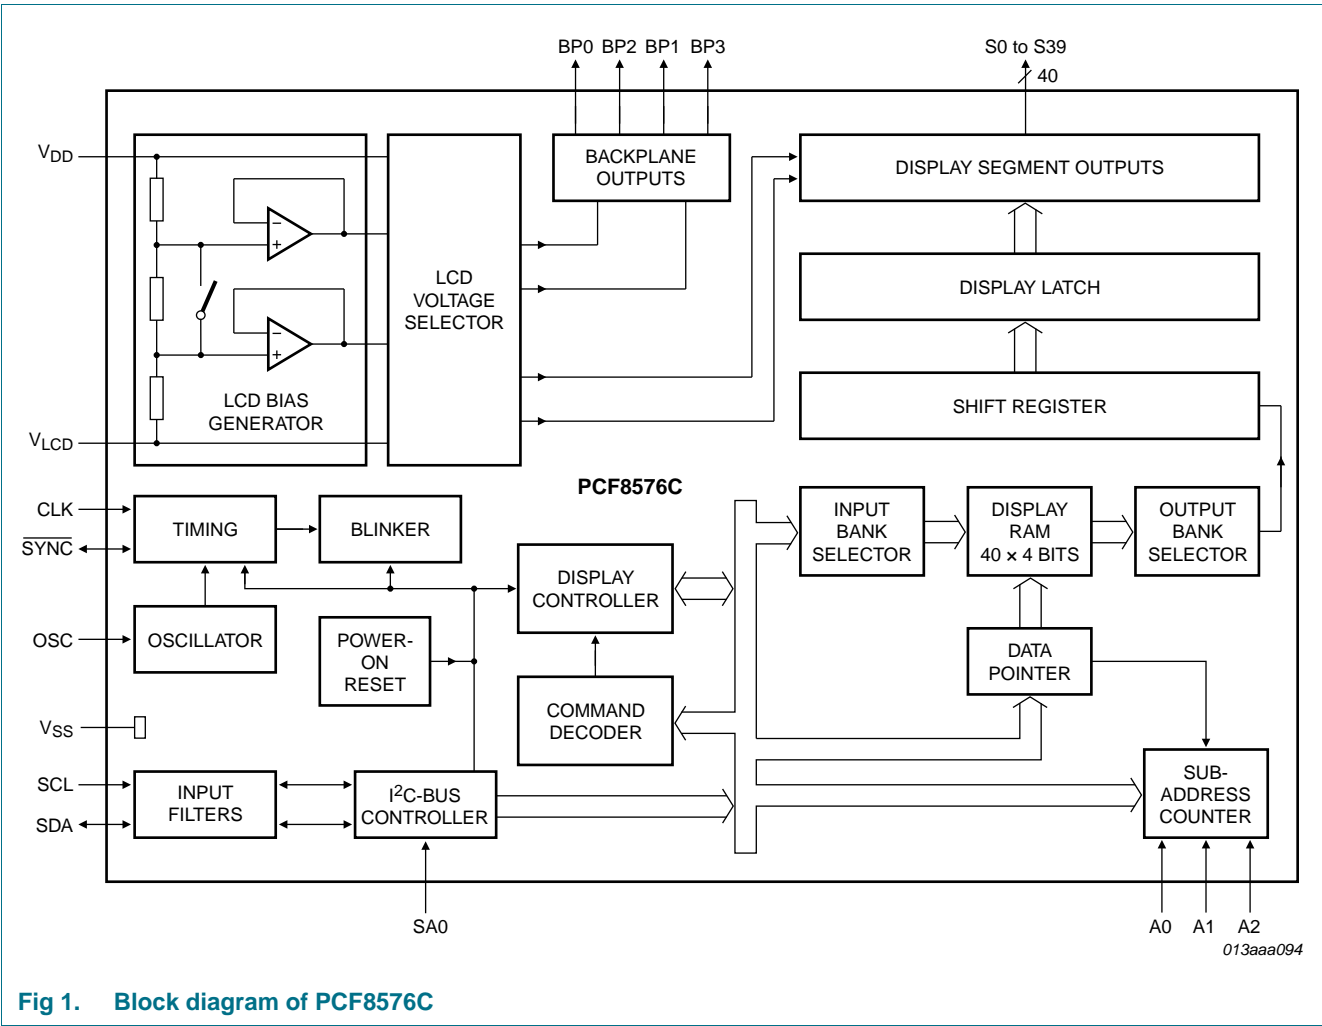 BP0 BP2 BP1 BP3
S0 to S39
40
VDD
BACKPLANE
OUTPUTS
DISPLAY SEGMENT OUTPUTS
−
+
LCD
VOLTAGE
SELECTOR
DISPLAY LATCH
−
+
LCD BIAS
GENERATOR
SHIFT REGISTER
VLCD
PCF8576C
CLK
TIMING
BLINKER
INPUT
BANK
SELECTOR
DISPLAY
RAM
40 × 4 BITS
OUTPUT
BANK
SELECTOR
SYNC
DISPLAY
CONTROLLER
OSC
OSCILLATOR
POWER-
ON
RESET
DATA
POINTER
COMMAND
DECODER
VSS
SCL
SDA
INPUT
FILTERS
I2C-BUS
CONTROLLER
SUB-
ADDRESS
COUNTER
SA0
A0 A1 A2
013aaa094
Fig 1. Block diagram of PCF8576C